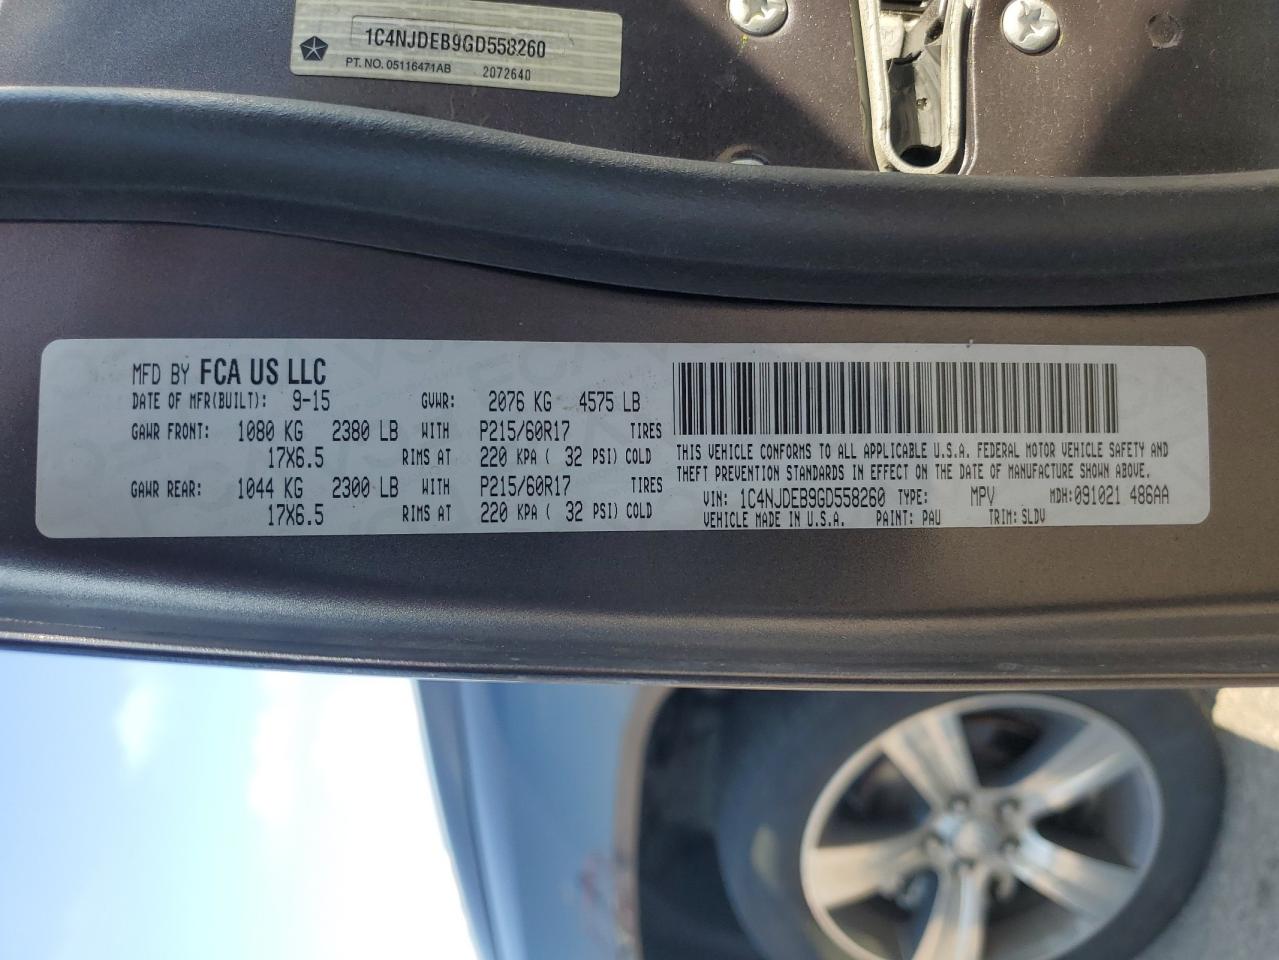 1C4NJDEB9GD558260
PT. NO. 05116471AB 2072640
MFD BY FCA US LLC
DATE OF MFR(BUILT): 9-15 GVWR: 2076 KG 4575 LB
GAWR FRONT: 1080 KG 2380 LB WITH P215/60R17 TIRES
17X6.5 RIMS AT 220 KPA ( 32 PSI) COLD
GAWR REAR: 1044 KG 2300 LB WITH P215/60R17 TIRES
17X6.5 RIMS AT 220 KPA ( 32 PSI) COLD
THIS VEHICLE CONFORMS TO ALL APPLICABLE U.S.A. FEDERAL MOTOR VEHICLE SAFETY AND
THEFT PREVENTION STANDARDS IN EFFECT ON THE DATE OF MANUFACTURE SHOWN ABOVE.
VIN: 1C4NJDEB9GD558260 TYPE: MPV MDH:091021 486AA
VEHICLE MADE IN U.S.A. PAINT: PAU TRIM: SLDV